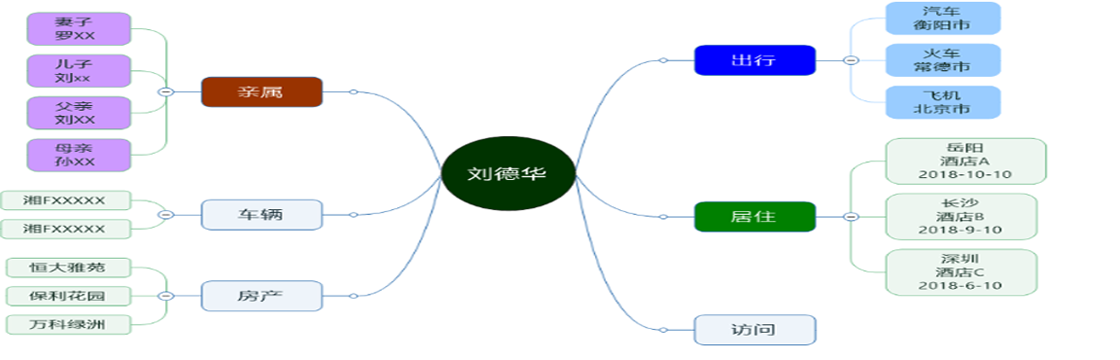 妻子
罗XX
儿子
刘xx
父亲
刘XX
母亲
孙XX
亲属
湘FXXXXX
湘FXXXXX
车辆
恒大雅苑
保利花园
万科绿洲
房产
刘德华
出行
汽车
衡阳市
火车
常德市
飞机
北京市
居住
岳阳
酒店A
2018-10-10
长沙
酒店B
2018-9-10
深圳
酒店C
2018-6-10
访问